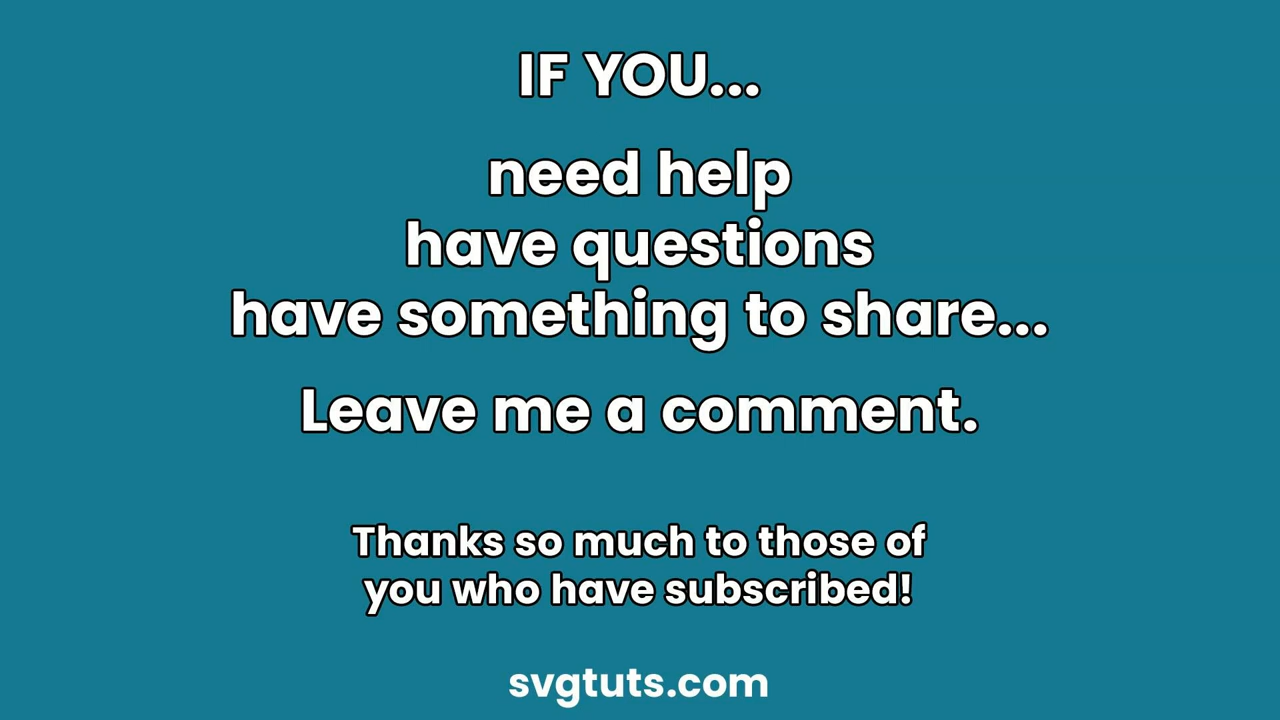 IF YOU...
need help
have questions
have something to share...
Leave me a comment.
Thanks so much to those of
you who have subscribed!
svgtuts.com